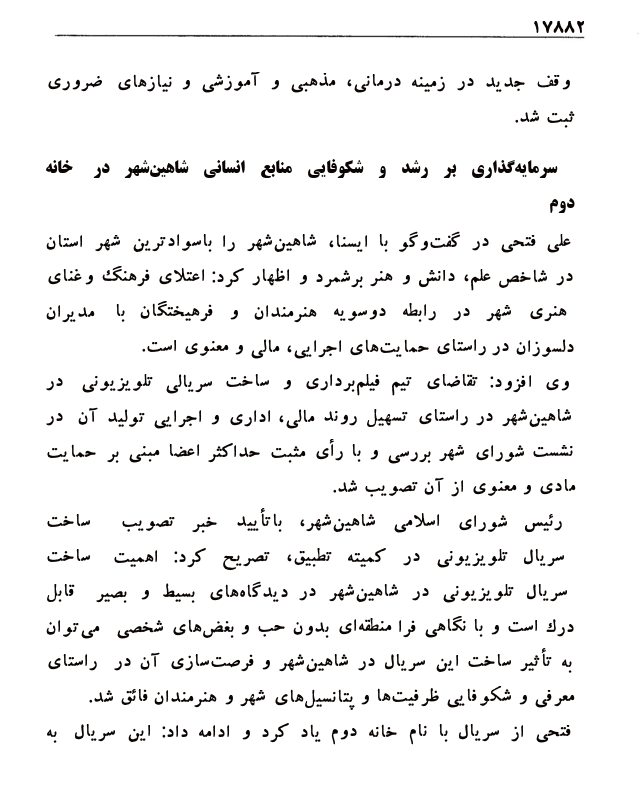 ۱۷۸۸۲
وقف جدید در زمینه درمانی، مذهبی و آموزشی و نیازهای ضروری
ثبت شد.
سرمایه‌گذاری بر رشد و شکوفایی منابع انسانی شاهین‌شهر در خانه
دوم
علی فتحی در گفت‌وگو با ایسنا، شاهین‌شهر را باسوادترین شهر استان
در شاخص علم، دانش و هنر برشمرد و اظهار کرد: اعتلای فرهنگ و غنای
هنری شهر در رابطه دوسویه هنرمندان و فرهیختگان با مدیران
دلسوزان در راستای حمایت‌های اجرایی، مالی و معنوی است.
وی افزود: تقاضای تیم فیلم‌برداری و ساخت سریالی تلویزیونی در
شاهین‌شهر در راستای تسهیل روند مالی، اداری و اجرایی تولید آن در
نشست شورای شهر بررسی و با رأی مثبت حداکثر اعضا مبنی بر حمایت
مادی و معنوی از آن تصویب شد.
رئیس شورای اسلامی شاهین‌شهر، باتأیید خبر تصویب ساخت
سریال تلویزیونی در کمیته تطبیق، تصریح کرد: اهمیت ساخت
سریال تلویزیونی در شاهین‌شهر در دیدگاه‌های بسیط و بصیر قابل
درك است و با نگاهی فرا منطقه‌ای بدون حب و بغض‌های شخصی می‌توان
به تأثیر ساخت این سریال در شاهین‌شهر و فرصت‌سازی آن در راستای
معرفی و شکوفایی ظرفیت‌ها و پتانسیل‌های شهر و هنرمندان فائق شد.
فتحی از سریال با نام خانه دوم یاد کرد و ادامه داد: این سریال به